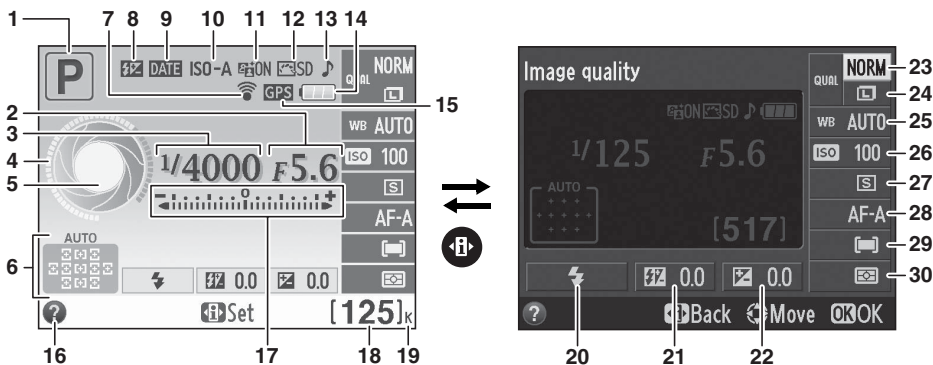 7 8 9 10 11 12 13 14
1 P DATE ISO-A ON SD ♪ QUAL NORM
GPS L 15
2
3
4
5
1/4000 F5.6
WB AUTO
ISO 100
S
– 0 +
AF-A
6 AUTO
0.0 0.0
? i Set [125]K
16 17 18 19
i
Image quality QUAL NORM 23
ON SD ♪ L 24
WB AUTO 25
1/125 F5.6 ISO 100 26
AUTO S 27
[517] AF-A 28
29
0.0 0.0 30
? i Back Move OK OK
20 21 22